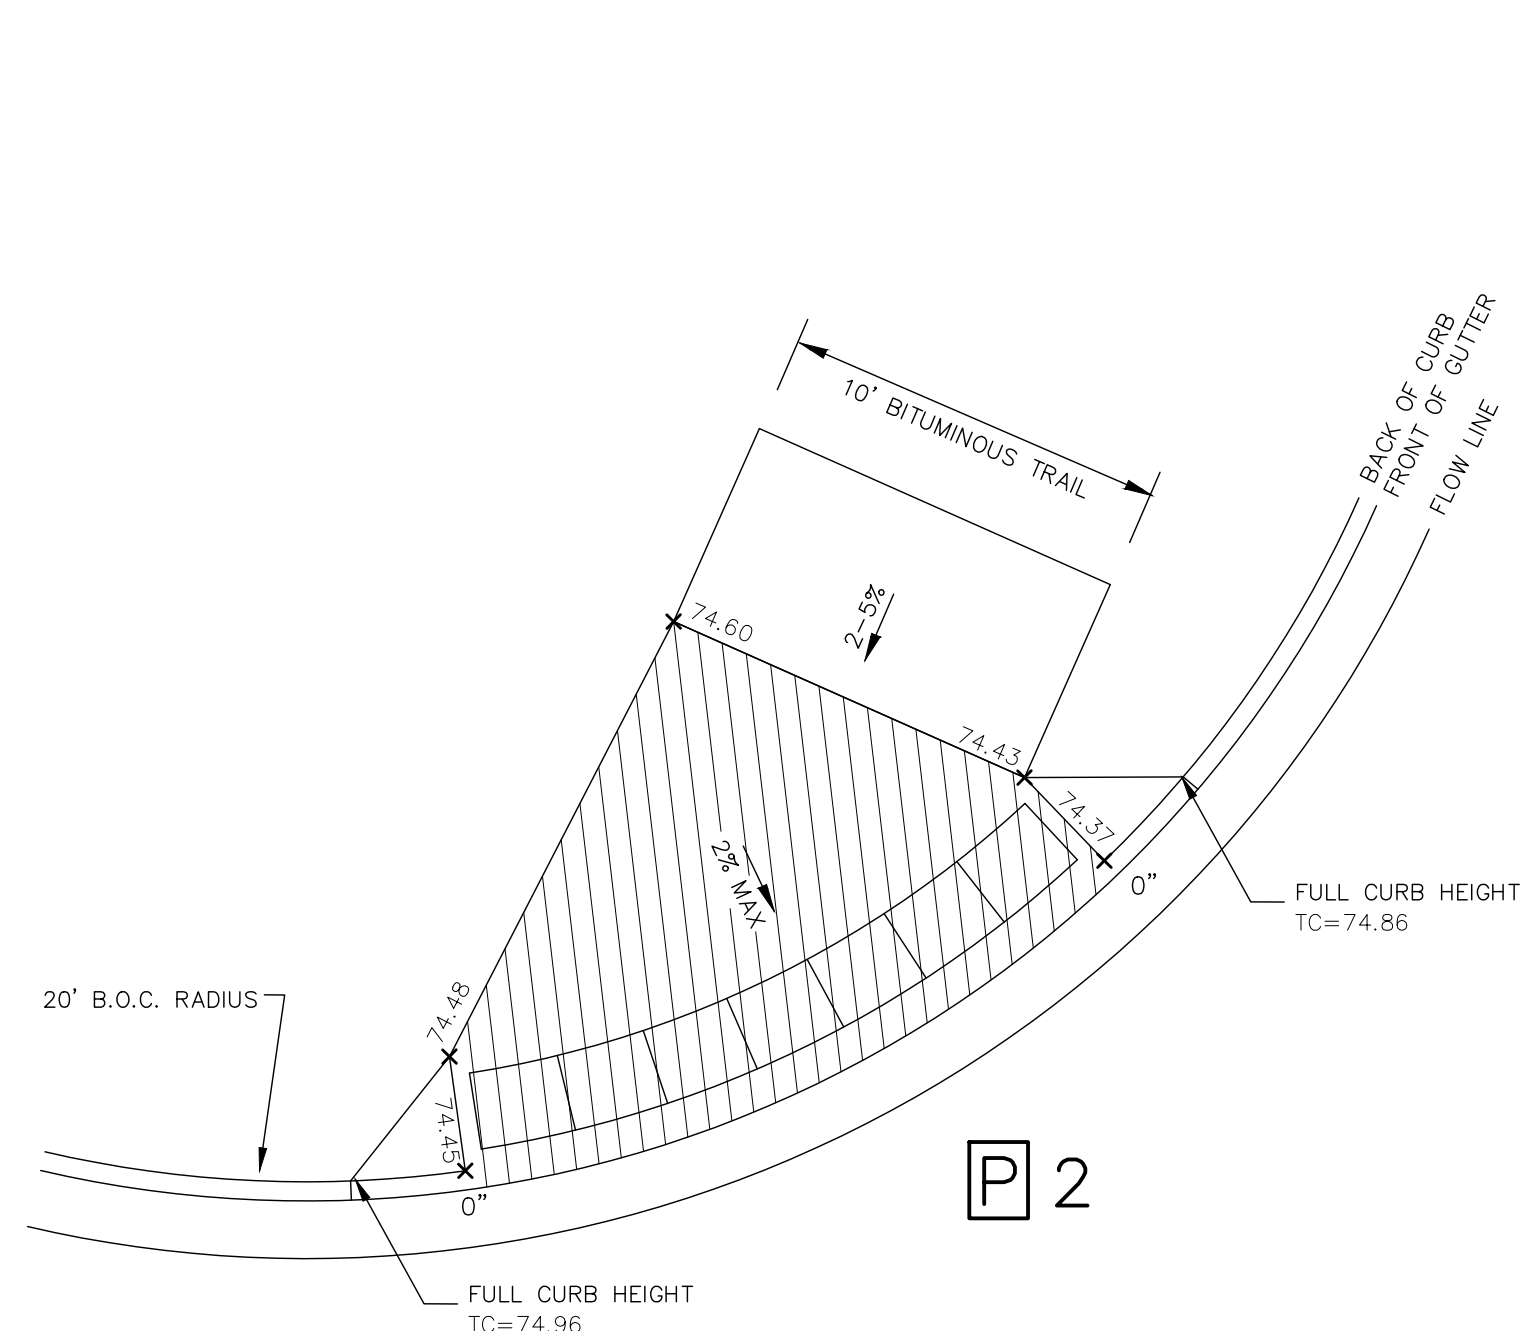 BACK OF CURB
FRONT OF GUTTER
FLOW LINE
10' BITUMINOUS TRAIL
2-5%
74.60
74.43
74.37
0"
FULL CURB HEIGHT
TC=74.86
2% MAX
74.48
20' B.O.C. RADIUS
74.45
0"
P 2
FULL CURB HEIGHT
TC=74.96